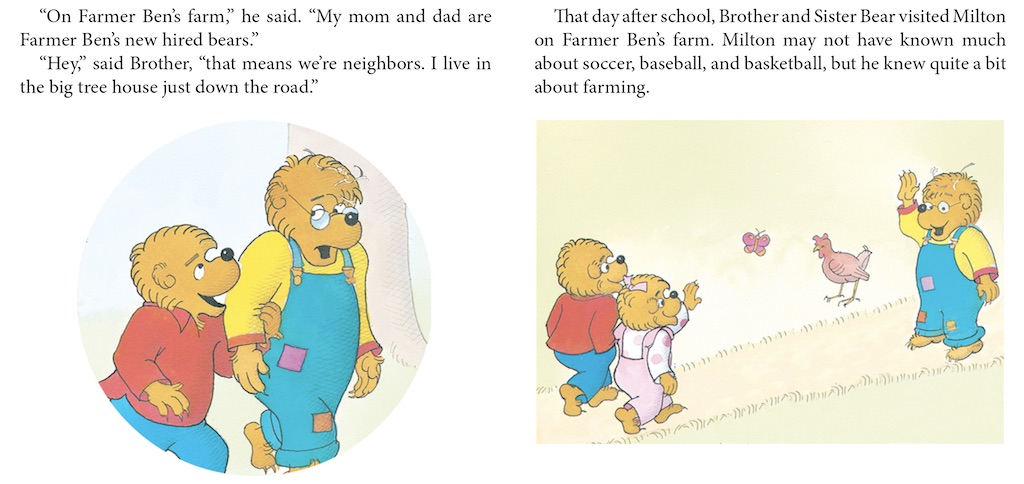 “On Farmer Ben’s farm,” he said. “My mom and dad are
Farmer Ben’s new hired bears.”
“Hey,” said Brother, “that means we’re neighbors. I live in
the big tree house just down the road.”
That day after school, Brother and Sister Bear visited Milton
on Farmer Ben’s farm. Milton may not have known much
about soccer, baseball, and basketball, but he knew quite a bit
about farming.